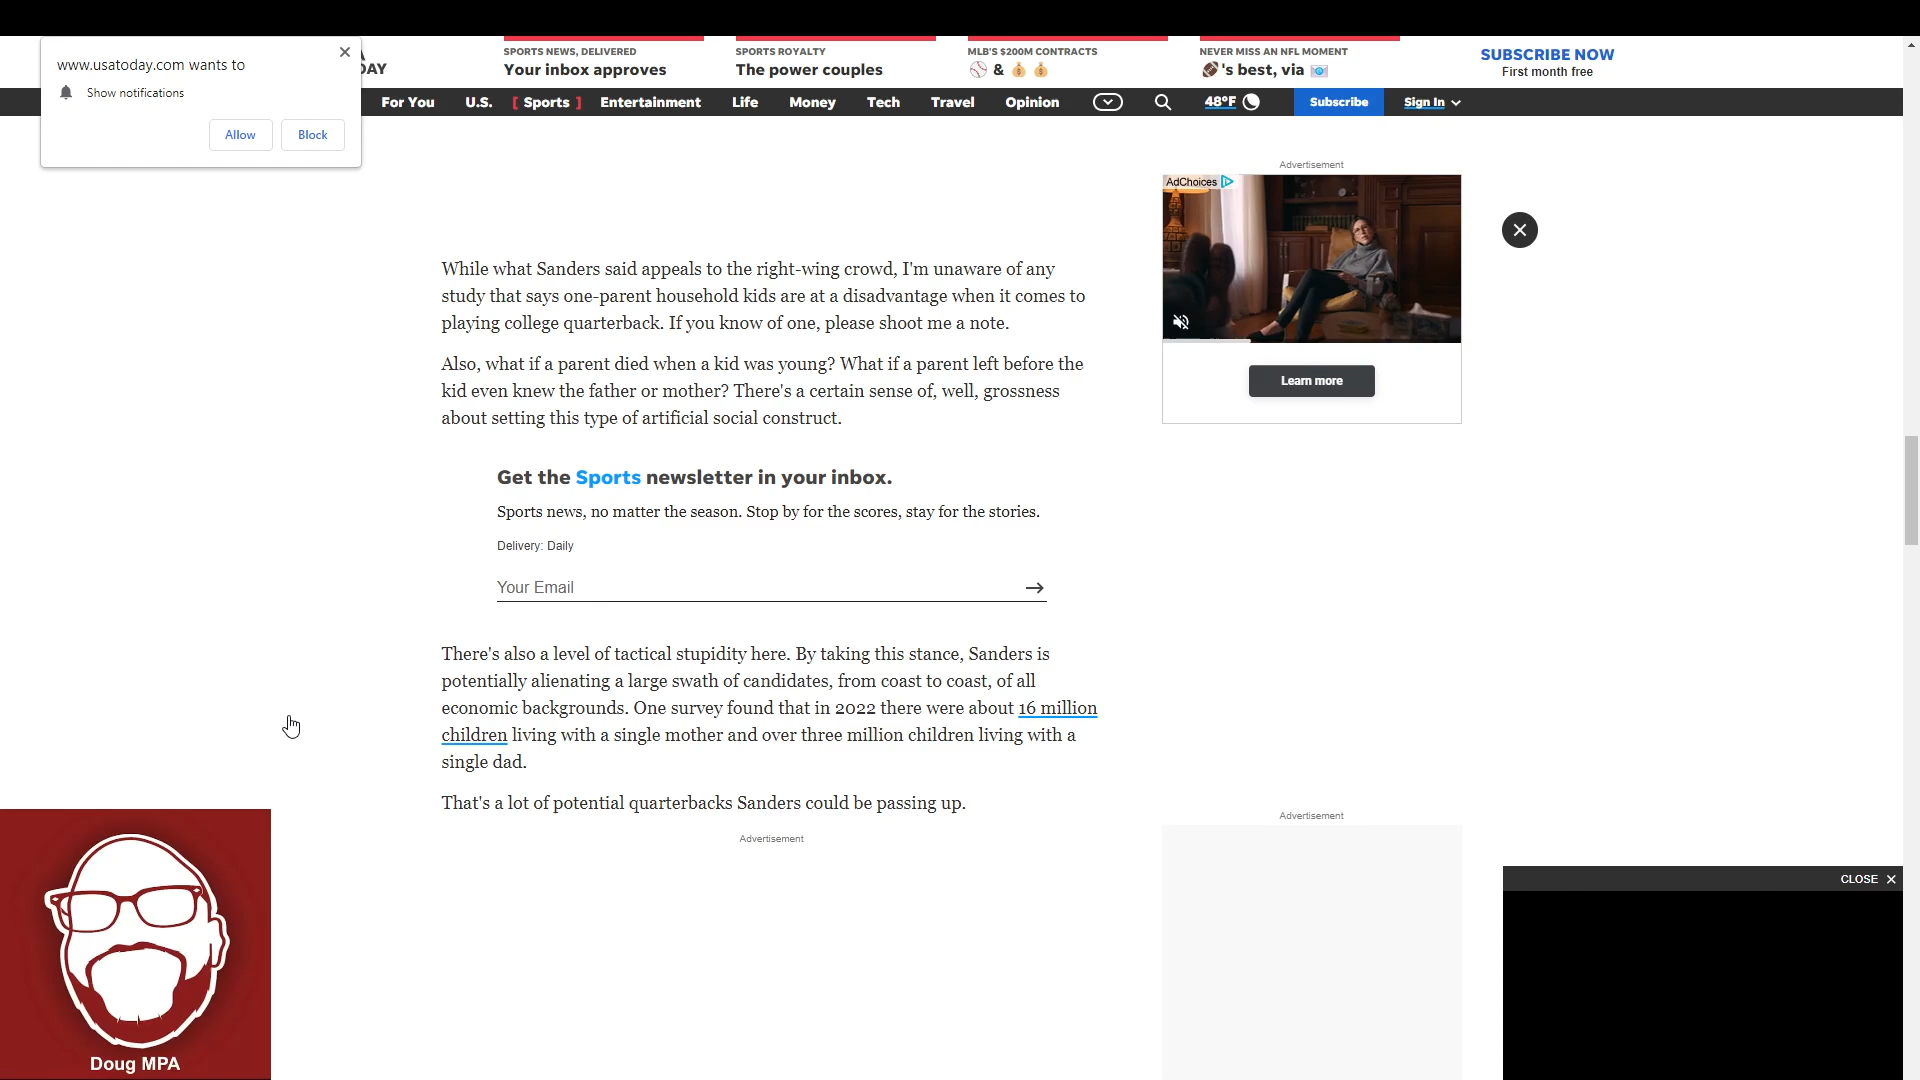 www.usatoday.com wants to
Show notifications
Allow
Block
DAY
SPORTS NEWS, DELIVERED
Your inbox approves
SPORTS ROYALTY
The power couples
MLB'S $200M CONTRACTS
⚾ & 💰 💰
NEVER MISS AN NFL MOMENT
🏈's best, via 📧
SUBSCRIBE NOW
First month free
For You
U.S.
[ Sports ]
Entertainment
Life
Money
Tech
Travel
Opinion
48°F
Subscribe
Sign In
Advertisement
AdChoices
Learn more
While what Sanders said appeals to the right-wing crowd, I'm unaware of any
study that says one-parent household kids are at a disadvantage when it comes to
playing college quarterback. If you know of one, please shoot me a note.
Also, what if a parent died when a kid was young? What if a parent left before the
kid even knew the father or mother? There's a certain sense of, well, grossness
about setting this type of artificial social construct.
Get the Sports newsletter in your inbox.
Sports news, no matter the season. Stop by for the scores, stay for the stories.
Delivery: Daily
Your Email
There's also a level of tactical stupidity here. By taking this stance, Sanders is
potentially alienating a large swath of candidates, from coast to coast, of all
economic backgrounds. One survey found that in 2022 there were about 16 million
children living with a single mother and over three million children living with a
single dad.
That's a lot of potential quarterbacks Sanders could be passing up.
Advertisement
Advertisement
CLOSE
Doug MPA